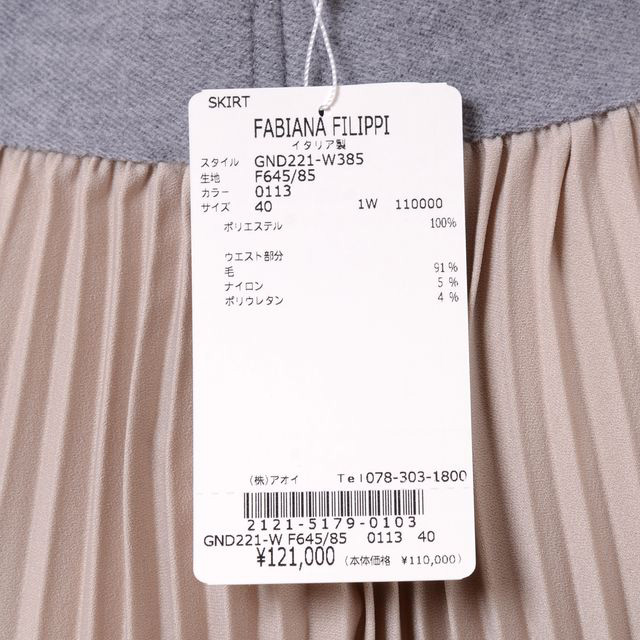 SKIRT
FABIANA FILIPPI
イタリア製
スタイル GND221-W385
生地 F645/85
カラー 0113
サイズ 40 1W 110000
ポリエステル 100%
ウエスト部分
毛 91%
ナイロン 5%
ポリウレタン 4%
(株)アオイ Tel078-303-1800
2121-5179-0103
GND221-W F645/85 0113 40
¥121,000 (本体価格 ¥110,000)